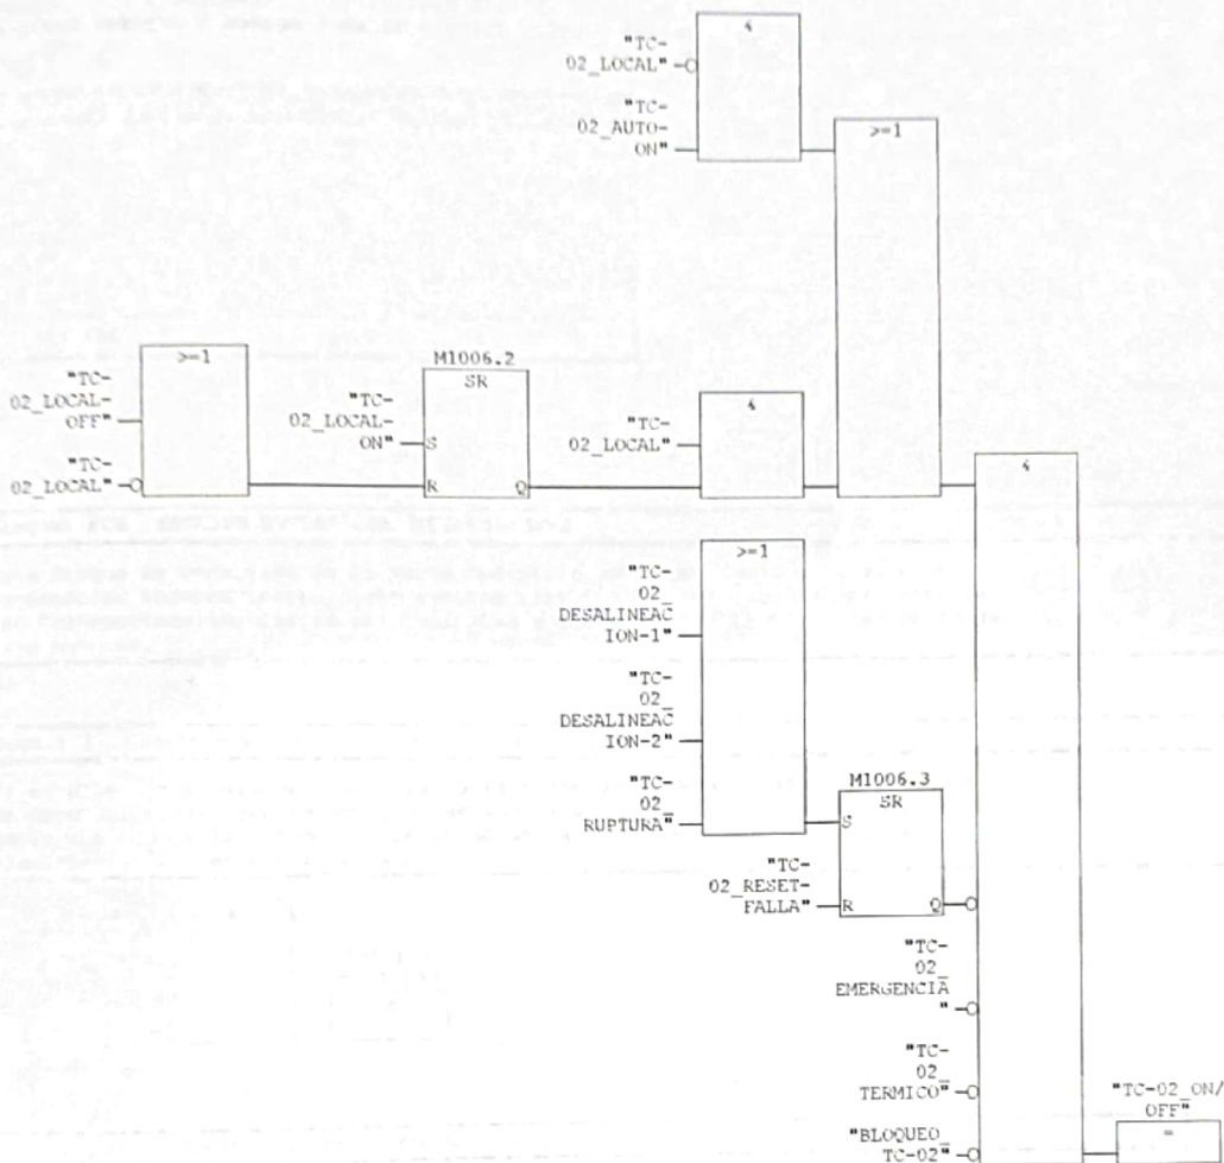 &
"TC-
02_LOCAL"
"TC-
02_AUTO-
ON"
>=1
>=1
"TC-
02_LOCAL-
OFF"
"TC-
02_LOCAL"
M1006.2
SR
"TC-
02_LOCAL-
ON"
S
R
Q
&
"TC-
02_LOCAL"
&
>=1
"TC-
02_
DESALINEAC
ION-1"
"TC-
02_
DESALINEAC
ION-2"
"TC-
02_
RUPTURA"
M1006.3
SR
S
"TC-
02_RESET-
FALLA"
R
Q
"TC-
02_
EMERGENCIA
"
"TC-
02_
TERMICO"
"BLOQUEO_
TC-02"
"TC-02_ON/
OFF"
=